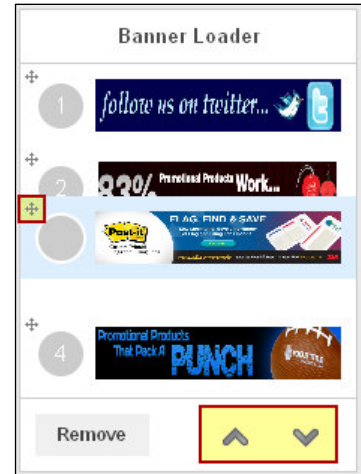 Banner Loader
1
follow us on twitter...
t
2
83% Promotional Products Work...
Post-it
FLAG, FIND & SAVE
4
Promotional Products
That Pack A
PUNCH
Remove